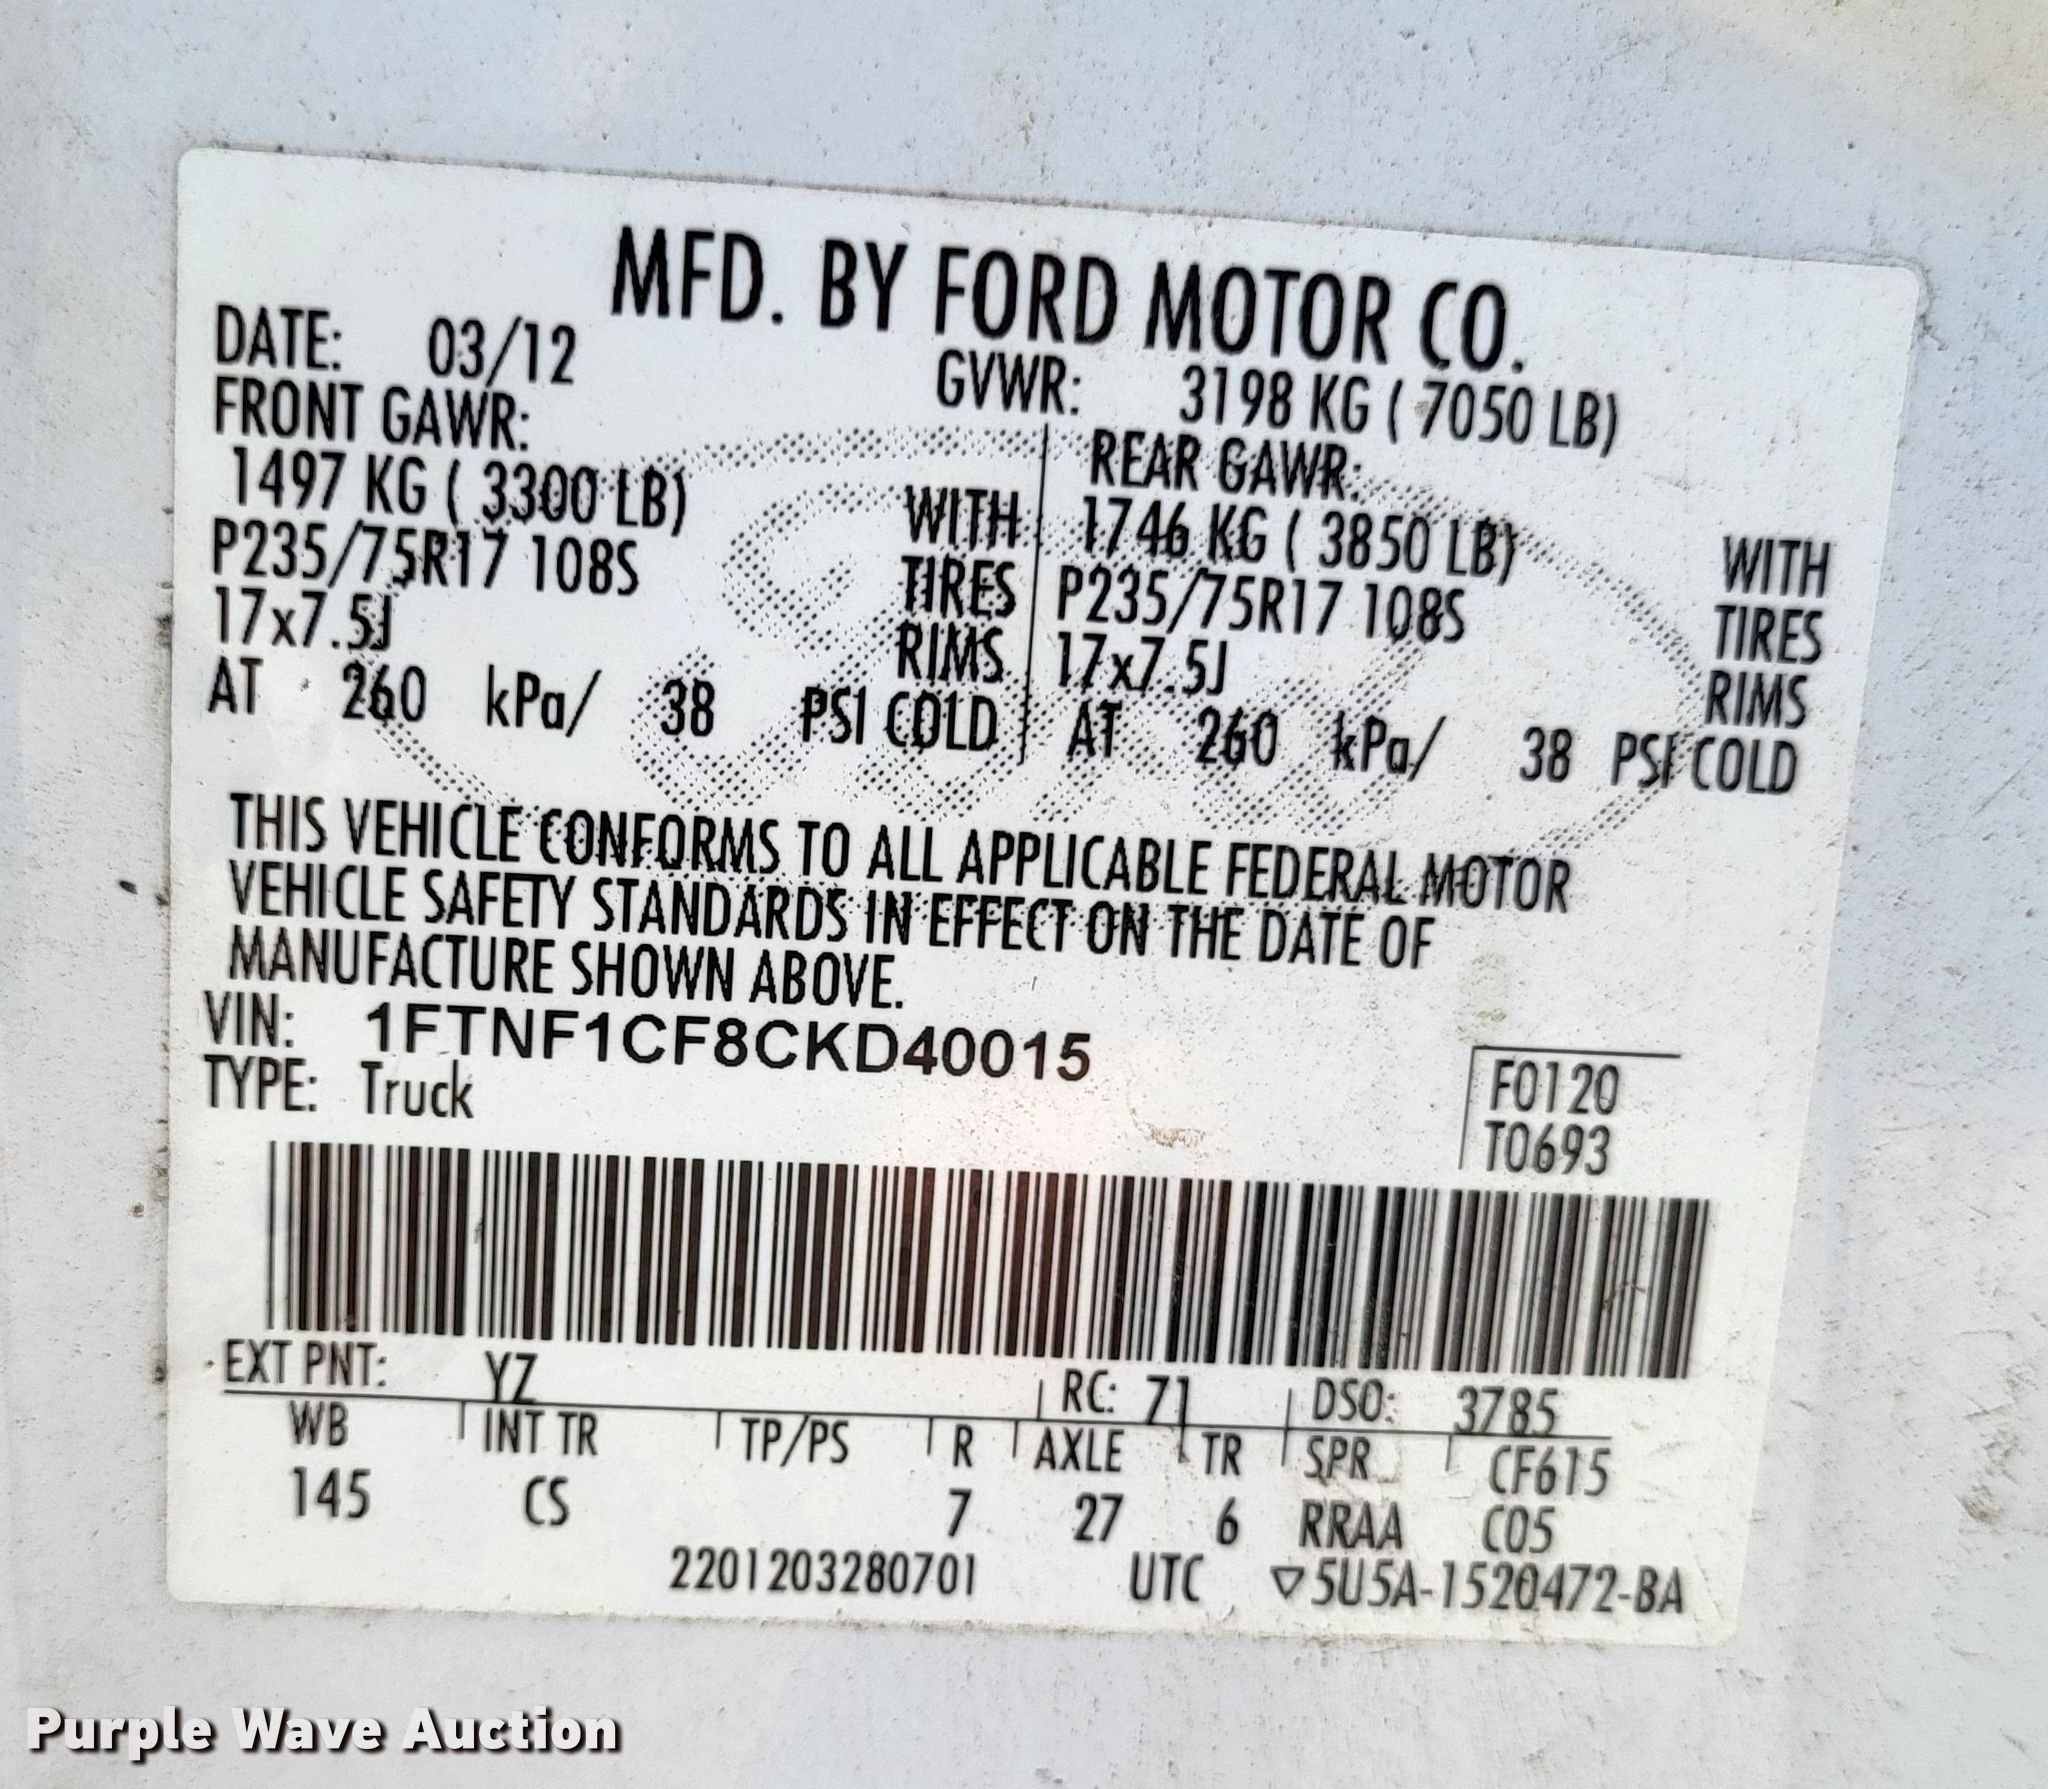 MFD. BY FORD MOTOR CO.
DATE: 03/12 GVWR: 3198 KG ( 7050 LB)
FRONT GAWR: REAR GAWR:
1497 KG ( 3300 LB) WITH 1746 KG ( 3850 LB) WITH
P235/75R17 108S TIRES P235/75R17 108S TIRES
17x7.5J RIMS 17x7.5J RIMS
AT 260 kPa/ 38 PSI COLD AT 260 kPa/ 38 PSI COLD
THIS VEHICLE CONFORMS TO ALL APPLICABLE FEDERAL MOTOR
VEHICLE SAFETY STANDARDS IN EFFECT ON THE DATE OF
MANUFACTURE SHOWN ABOVE.
VIN: 1FTNF1CF8CKD40015
TYPE: Truck
F0120
T0693
EXT PNT: YZ RC: 71 DSO: 3785
WB INT TR TP/PS R AXLE TR SPR CF615
145 CS 7 27 6 RRAA C05
2201203280701 UTC ▽5U5A-1520472-BA
Purple Wave Auction